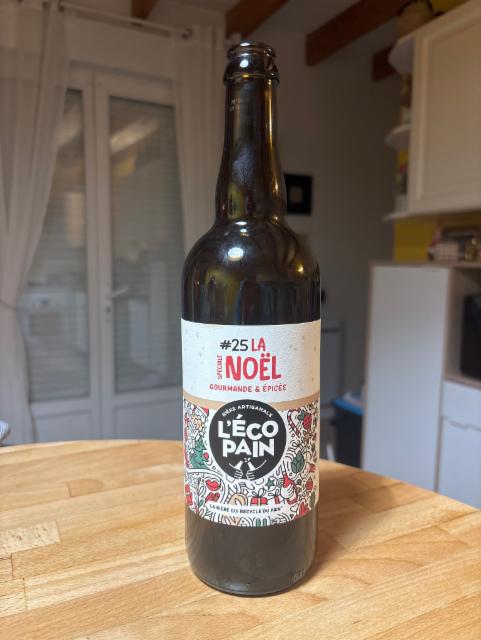 #25 LA
SPÉCIALE
NOËL
GOURMANDE & ÉPICÉE
BIÈRE ARTISANALE
L'ÉCO
PAIN
LA BIÈRE QUI RECYCLE DU PAIN